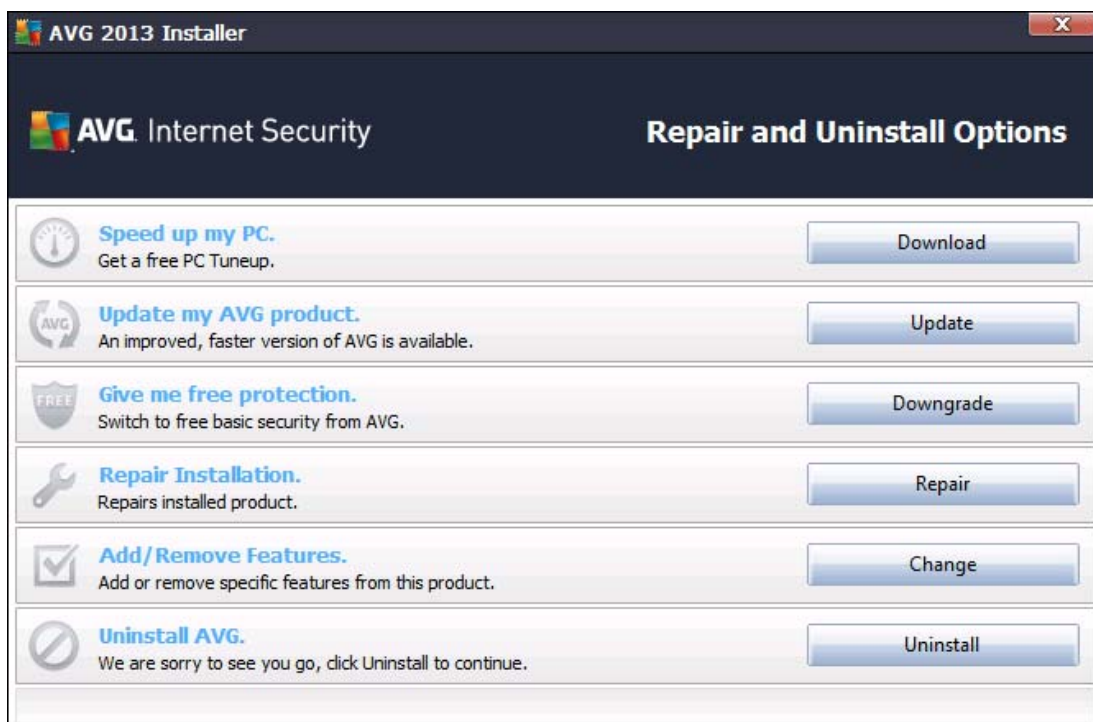 AVG 2013 Installer
X
AVG. Internet Security
Repair and Uninstall Options
Speed up my PC.
Get a free PC Tuneup.
Download
AVG
Update my AVG product.
An improved, faster version of AVG is available.
Update
FREE
Give me free protection.
Switch to free basic security from AVG.
Downgrade
Repair Installation.
Repairs installed product.
Repair
Add/Remove Features.
Add or remove specific features from this product.
Change
Uninstall AVG.
We are sorry to see you go, click Uninstall to continue.
Uninstall